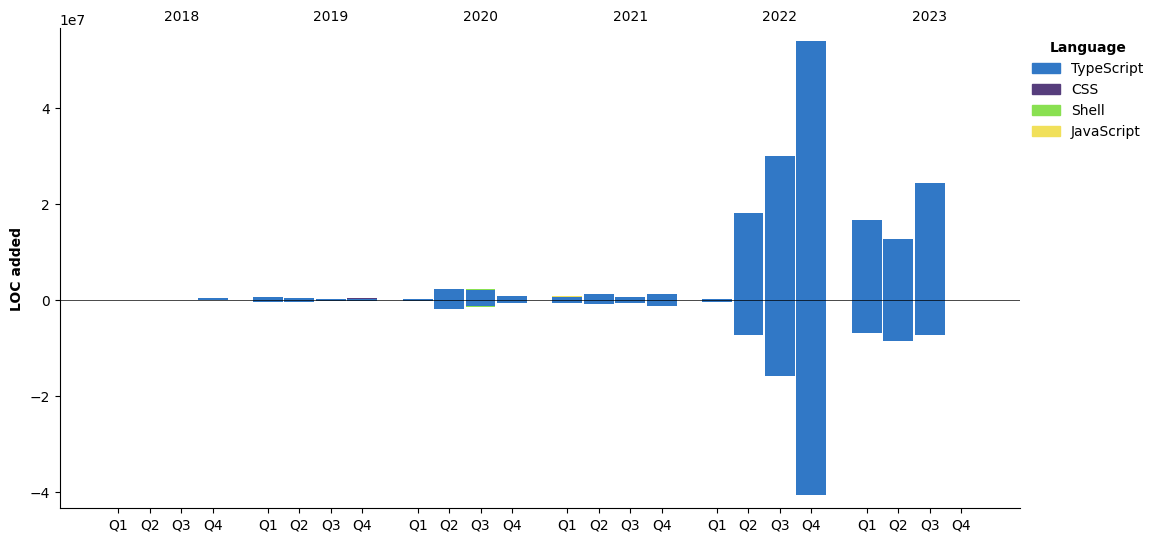 1e7
2018 2019 2020 2021 2022 2023
Language
TypeScript
CSS
Shell
JavaScript
LOC added
4
2
0
−2
−4
Q1 Q2 Q3 Q4 Q1 Q2 Q3 Q4 Q1 Q2 Q3 Q4 Q1 Q2 Q3 Q4 Q1 Q2 Q3 Q4 Q1 Q2 Q3 Q4